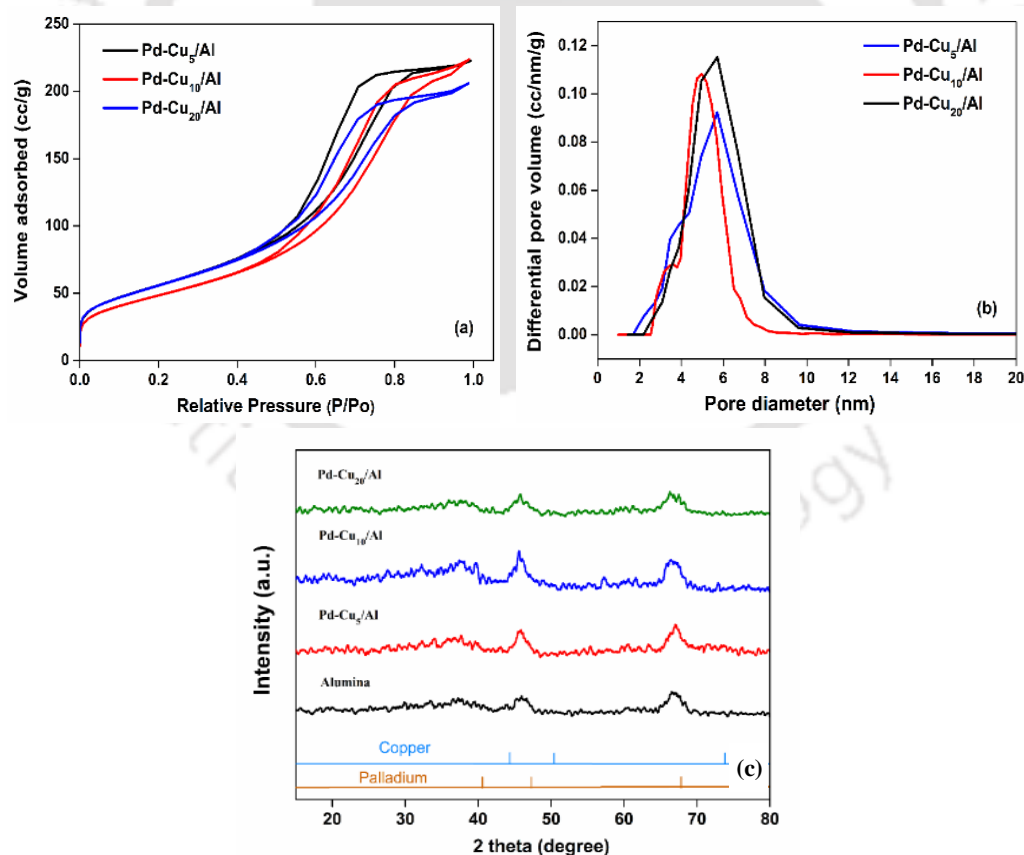 250
200
150
100
50
0
Volume adsorbed (cc/g)
Pd-Cu5/Al
Pd-Cu10/Al
Pd-Cu20/Al
(a)
0.0 0.2 0.4 0.6 0.8 1.0
Relative Pressure (P/Po)
0.12
0.10
0.08
0.06
0.04
0.02
0.00
Differential pore volume (cc/nm/g)
Pd-Cu5/Al
Pd-Cu10/Al
Pd-Cu20/Al
(b)
0 2 4 6 8 10 12 14 16 18 20
Pore diameter (nm)
Intensity (a.u.)
Pd-Cu20/Al
Pd-Cu10/Al
Pd-Cu5/Al
Alumina
Copper
(c)
Palladium
20 30 40 50 60 70 80
2 theta (degree)